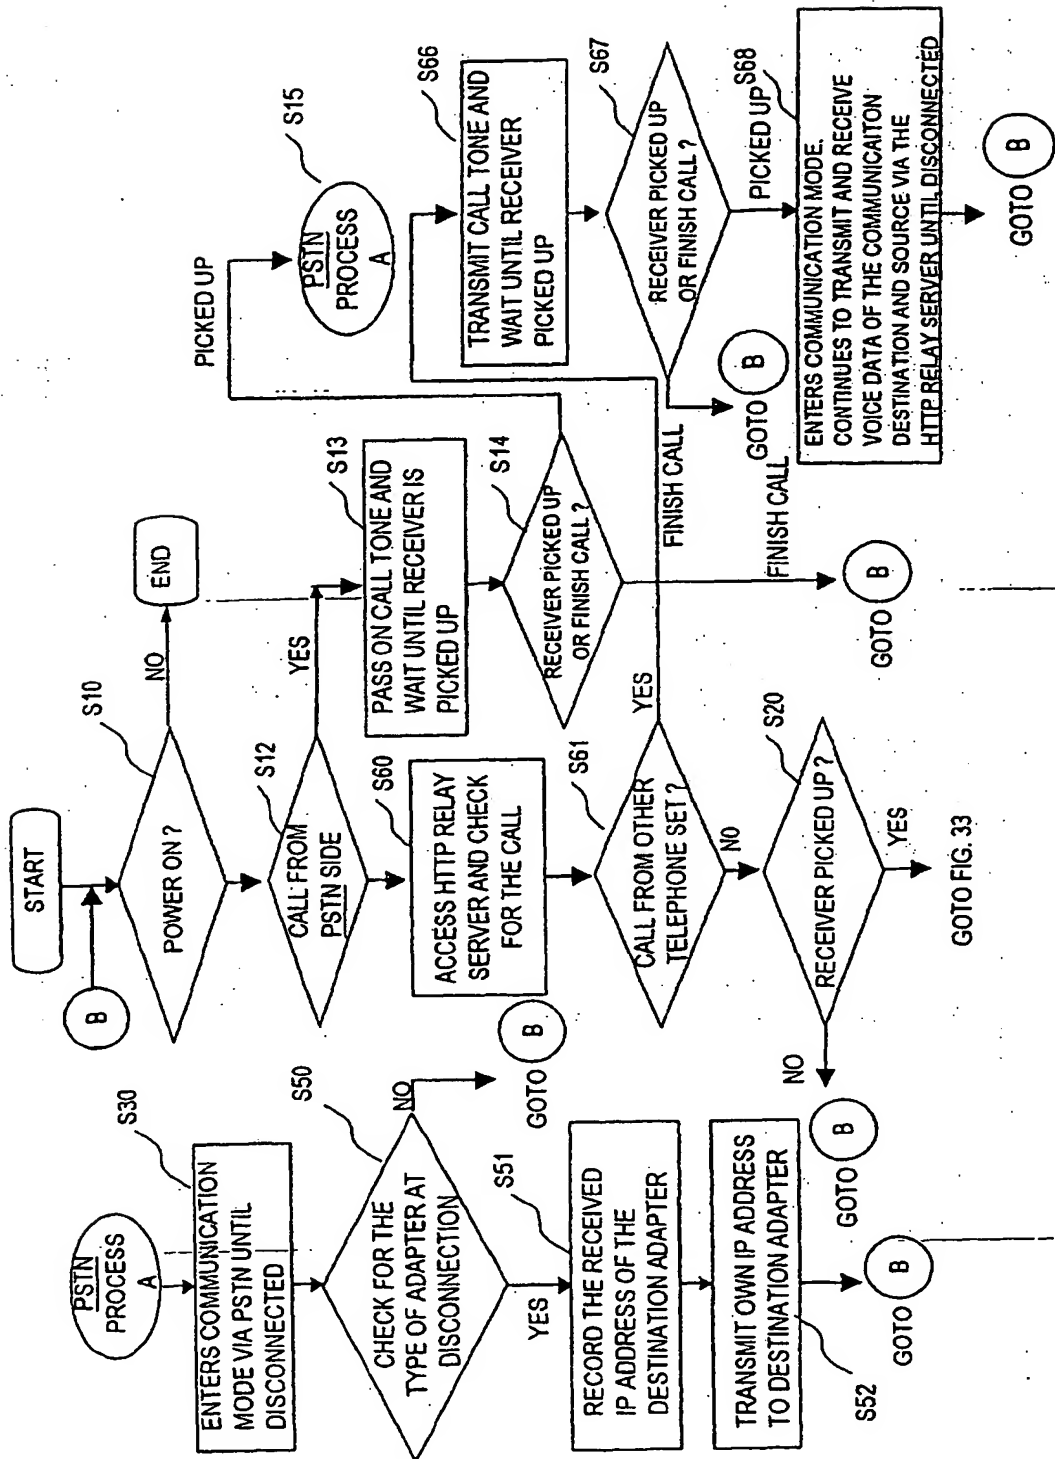 START
B
POWER ON ?
S10
NO
END
CALL FROM
PSTN SIDE
S12
YES
PASS ON CALL TONE AND
WAIT UNTIL RECEIVER IS
PICKED UP
S13
RECEIVER PICKED UP
OR FINISH CALL ?
S14
PICKED UP
PSTN
PROCESS
A
S15
FINISH CALL
GOTO
B
ACCESS HTTP RELAY
SERVER AND CHECK
FOR THE CALL
S60
CALL FROM OTHER
TELEPHONE SET ?
S61
YES
NO
TRANSMIT CALL TONE AND
WAIT UNTIL RECEIVER
PICKED UP
S66
RECEIVER PICKED UP
OR FINISH CALL ?
S67
FINISH CALL
GOTO
B
PICKED UP
ENTERS COMMUNICATION MODE.
CONTINUES TO TRANSMIT AND RECEIVE
VOICE DATA OF THE COMMUNICAITON
DESTINATION AND SOURCE VIA THE
HTTP RELAY SERVER UNTIL DISCONNECTED
S68
GOTO
B
RECEIVER PICKED UP ?
S20
NO
GOTO
B
YES
GOTO FIG. 33
PSTN
PROCESS
A
ENTERS COMMUNICATION
MODE VIA PSTN UNTIL
DISCONNECTED
S30
CHECK FOR THE
TYPE OF ADAPTER AT
DISCONNECTION
S50
NO
GOTO
B
YES
RECORD THE RECEIVED
IP ADDRESS OF THE
DESTINATION ADAPTER
S51
TRANSMIT OWN IP ADDRESS
TO DESTINATION ADAPTER
S52
GOTO
B